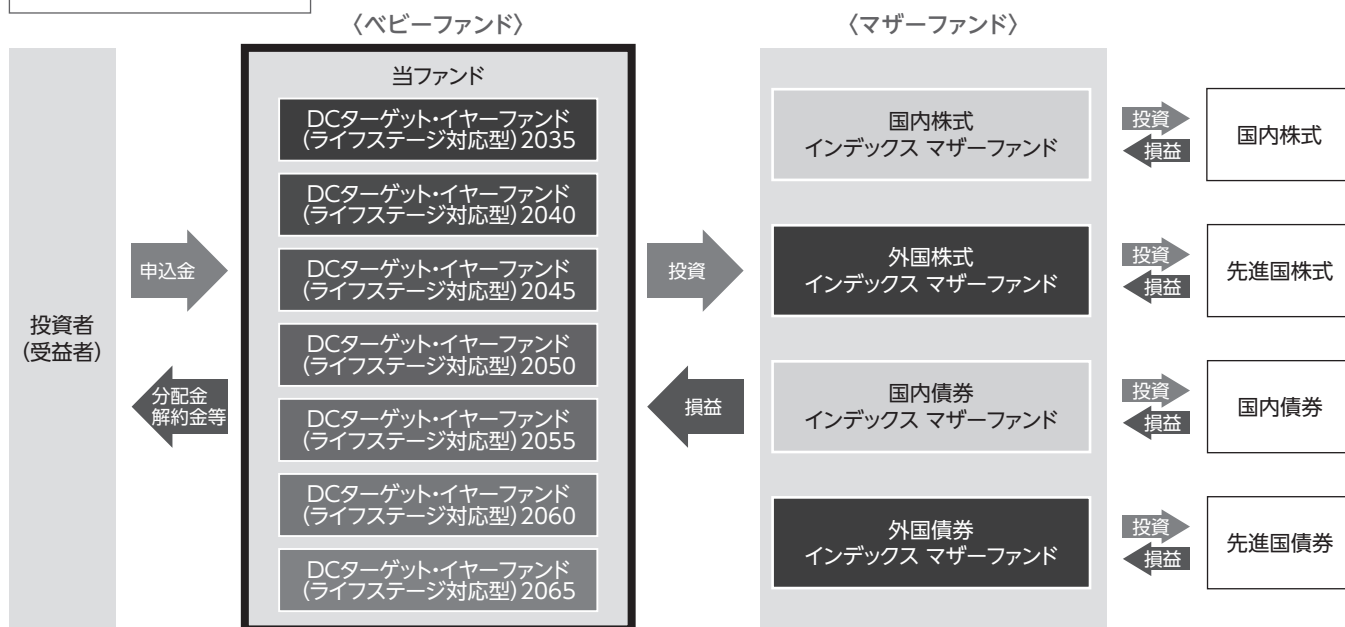 〈ベビーファンド〉
〈マザーファンド〉
投資者
(受益者)
申込金
分配金
解約金等
当ファンド
DCターゲット・イヤーファンド
(ライフステージ対応型)2035
DCターゲット・イヤーファンド
(ライフステージ対応型)2040
DCターゲット・イヤーファンド
(ライフステージ対応型)2045
DCターゲット・イヤーファンド
(ライフステージ対応型)2050
DCターゲット・イヤーファンド
(ライフステージ対応型)2055
DCターゲット・イヤーファンド
(ライフステージ対応型)2060
DCターゲット・イヤーファンド
(ライフステージ対応型)2065
投資
損益
国内株式
インデックス マザーファンド
投資
損益
国内株式
外国株式
インデックス マザーファンド
投資
損益
先進国株式
国内債券
インデックス マザーファンド
投資
損益
国内債券
外国債券
インデックス マザーファンド
投資
損益
先進国債券